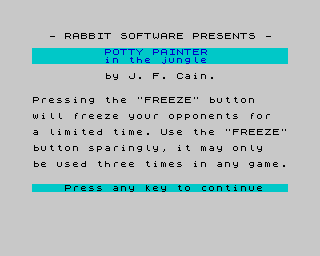 - RABBIT SOFTWARE PRESENTS -
POTTY PAINTER
in the jungle
by J. F. Cain.
Pressing the "FREEZE" button
will freeze your opponents for
a limited time. Use the "FREEZE"
button sparingly, it may only
be used three times in any game.
Press any Key to continue